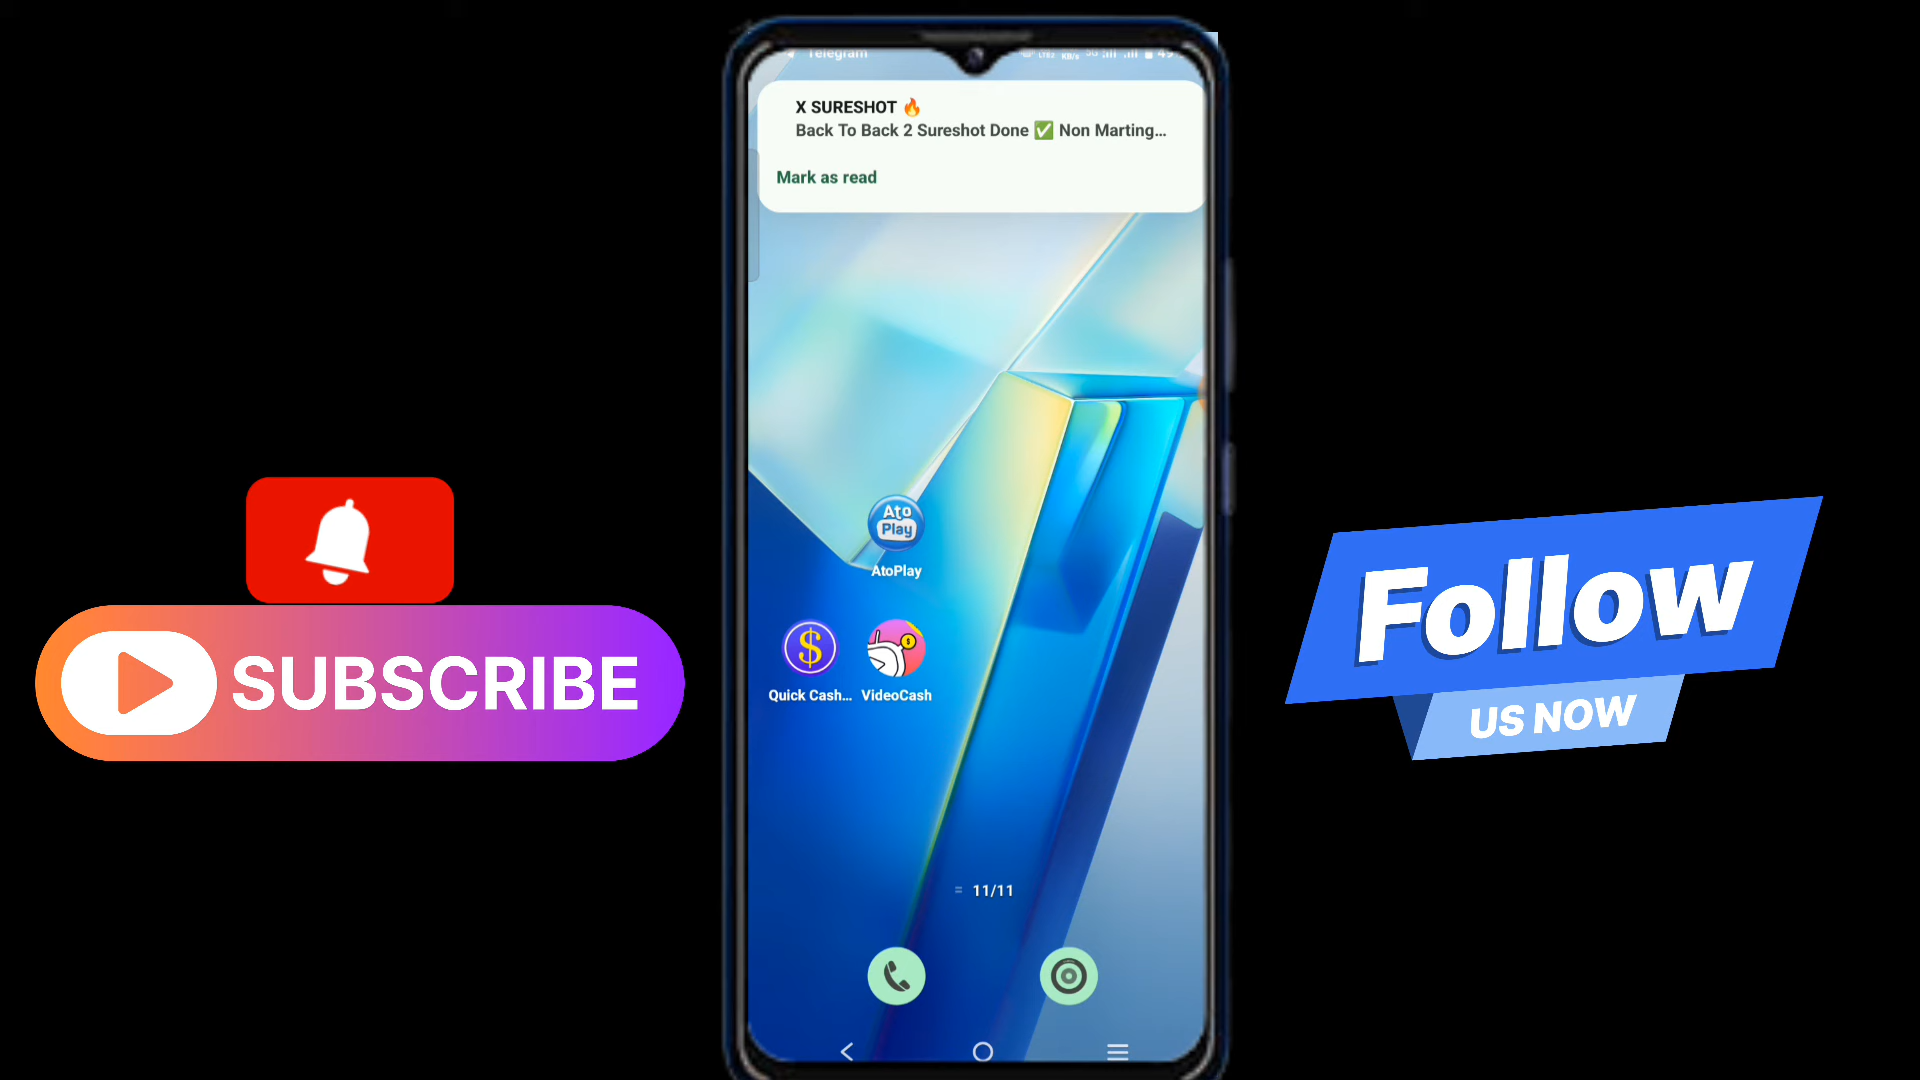 Telegram
X SURESHOT 🔥
Back To Back 2 Sureshot Done ✅ Non Marting...
Mark as read
Ato
Play
AtoPlay
$
Quick Cash... VideoCash
11/11
SUBSCRIBE
Follow
US NOW